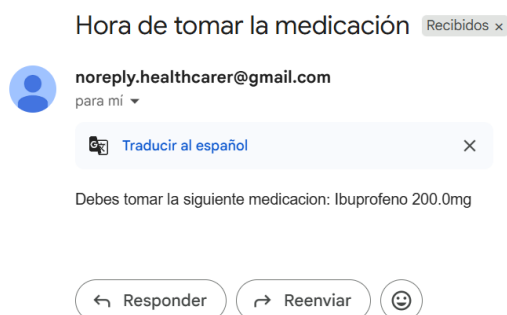 Hora de tomar la medicación Recibidos ×
noreply.healthcarer@gmail.com
para mí
Traducir al español
Debes tomar la siguiente medicacion: Ibuprofeno 200.0mg
Responder Reenviar